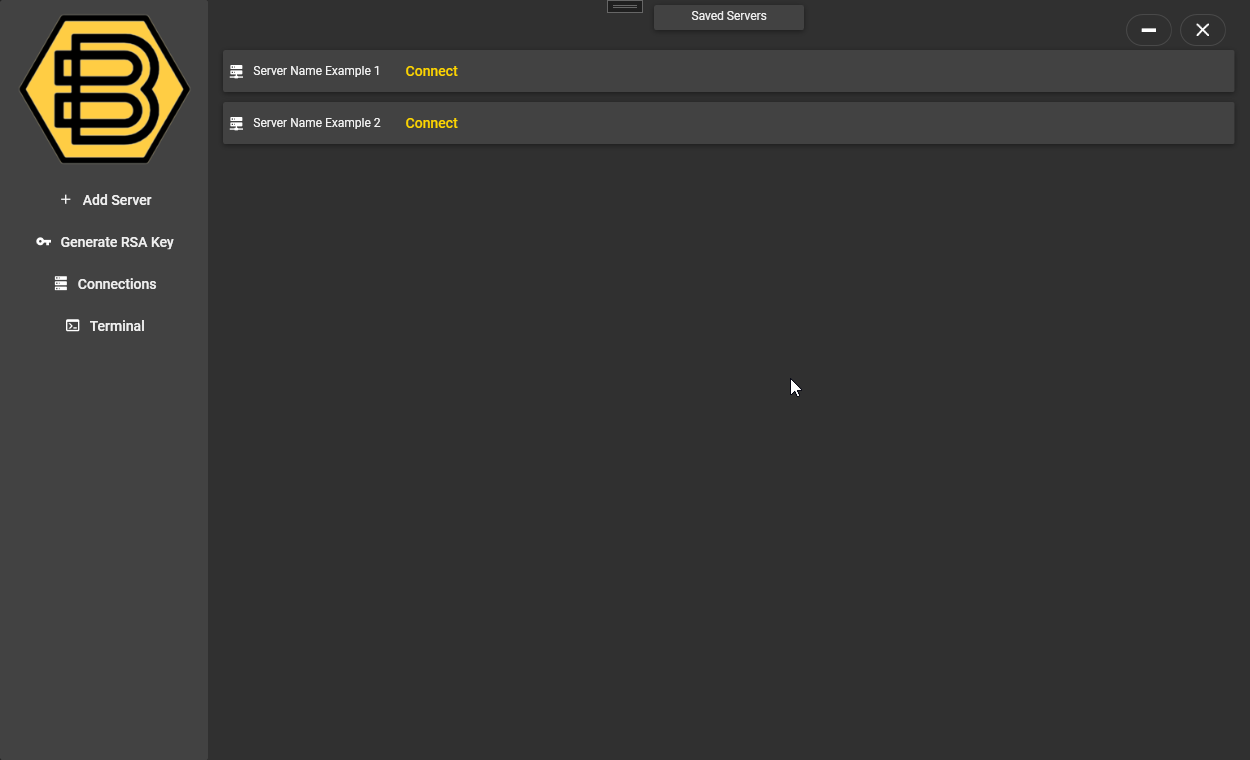 Saved Servers
Server Name Example 1 Connect
Server Name Example 2 Connect
B
Add Server
Generate RSA Key
Connections
Terminal